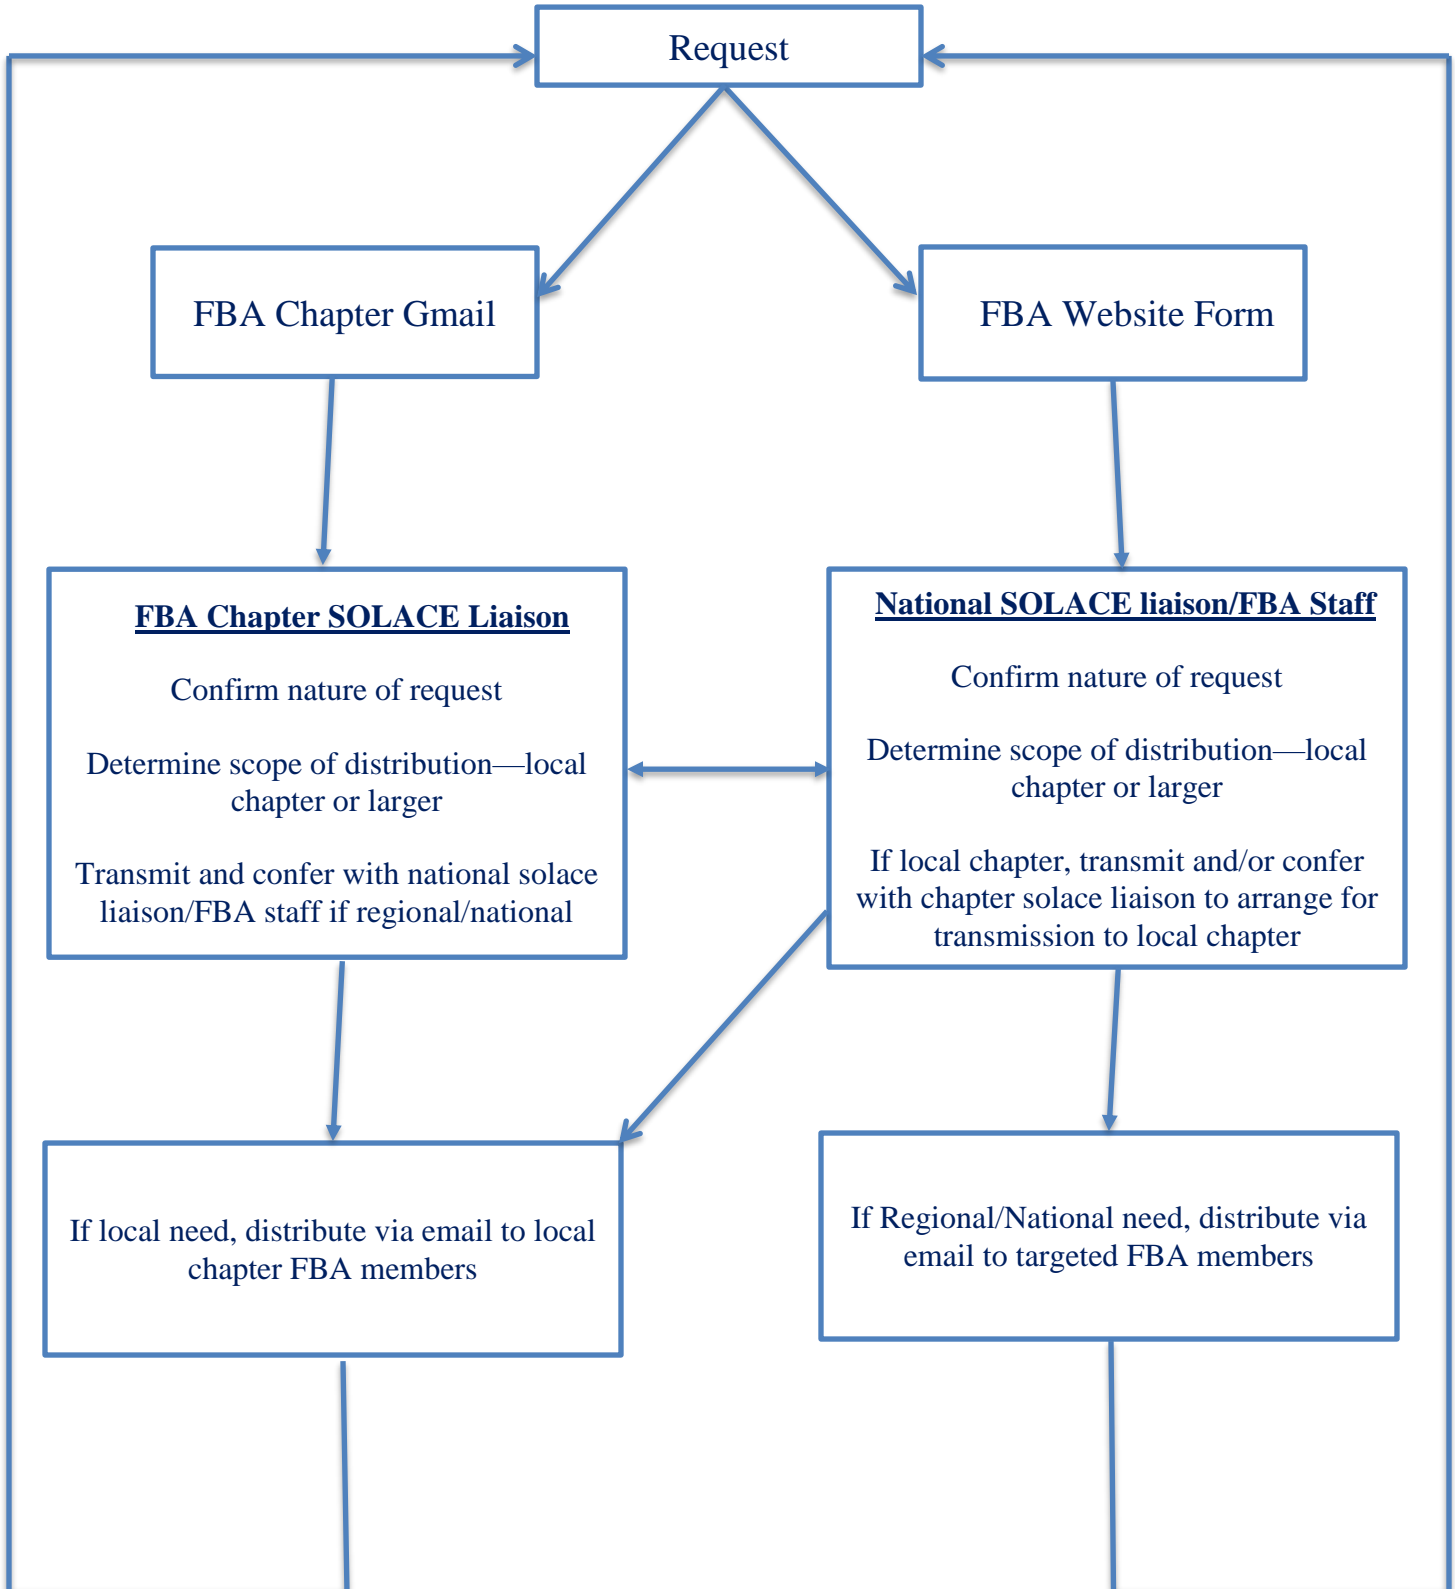 Request
FBA Chapter Gmail
FBA Website Form
FBA Chapter SOLACE Liaison
Confirm nature of request
Determine scope of distribution—local
chapter or larger
Transmit and confer with national solace
liaison/FBA staff if regional/national
National SOLACE liaison/FBA Staff
Confirm nature of request
Determine scope of distribution—local
chapter or larger
If local chapter, transmit and/or confer
with chapter solace liaison to arrange for
transmission to local chapter
If local need, distribute via email to local
chapter FBA members
If Regional/National need, distribute via
email to targeted FBA members